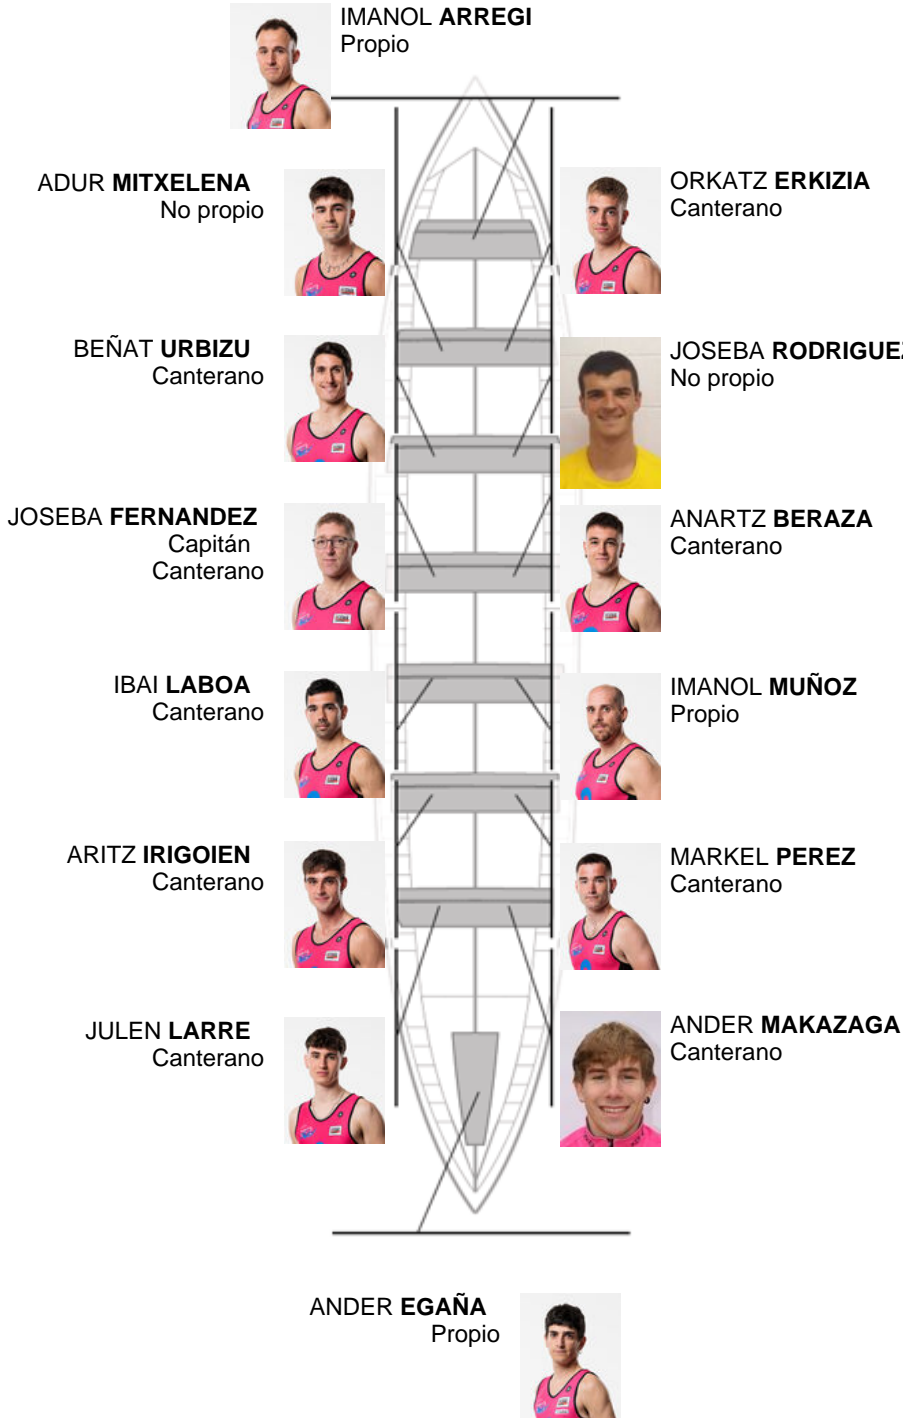 IMANOL ARREGI
Propio
ADUR MITXELENA
No propio
ORKATZ ERKIZIA
Canterano
BEÑAT URBIZU
Canterano
JOSEBA RODRIGUEZ
No propio
JOSEBA FERNANDEZ
Capitán
Canterano
ANARTZ BERAZA
Canterano
IBAI LABOA
Canterano
IMANOL MUÑOZ
Propio
ARITZ IRIGOIEN
Canterano
MARKEL PEREZ
Canterano
JULEN LARRE
Canterano
ANDER MAKAZAGA
Canterano
ANDER EGAÑA
Propio